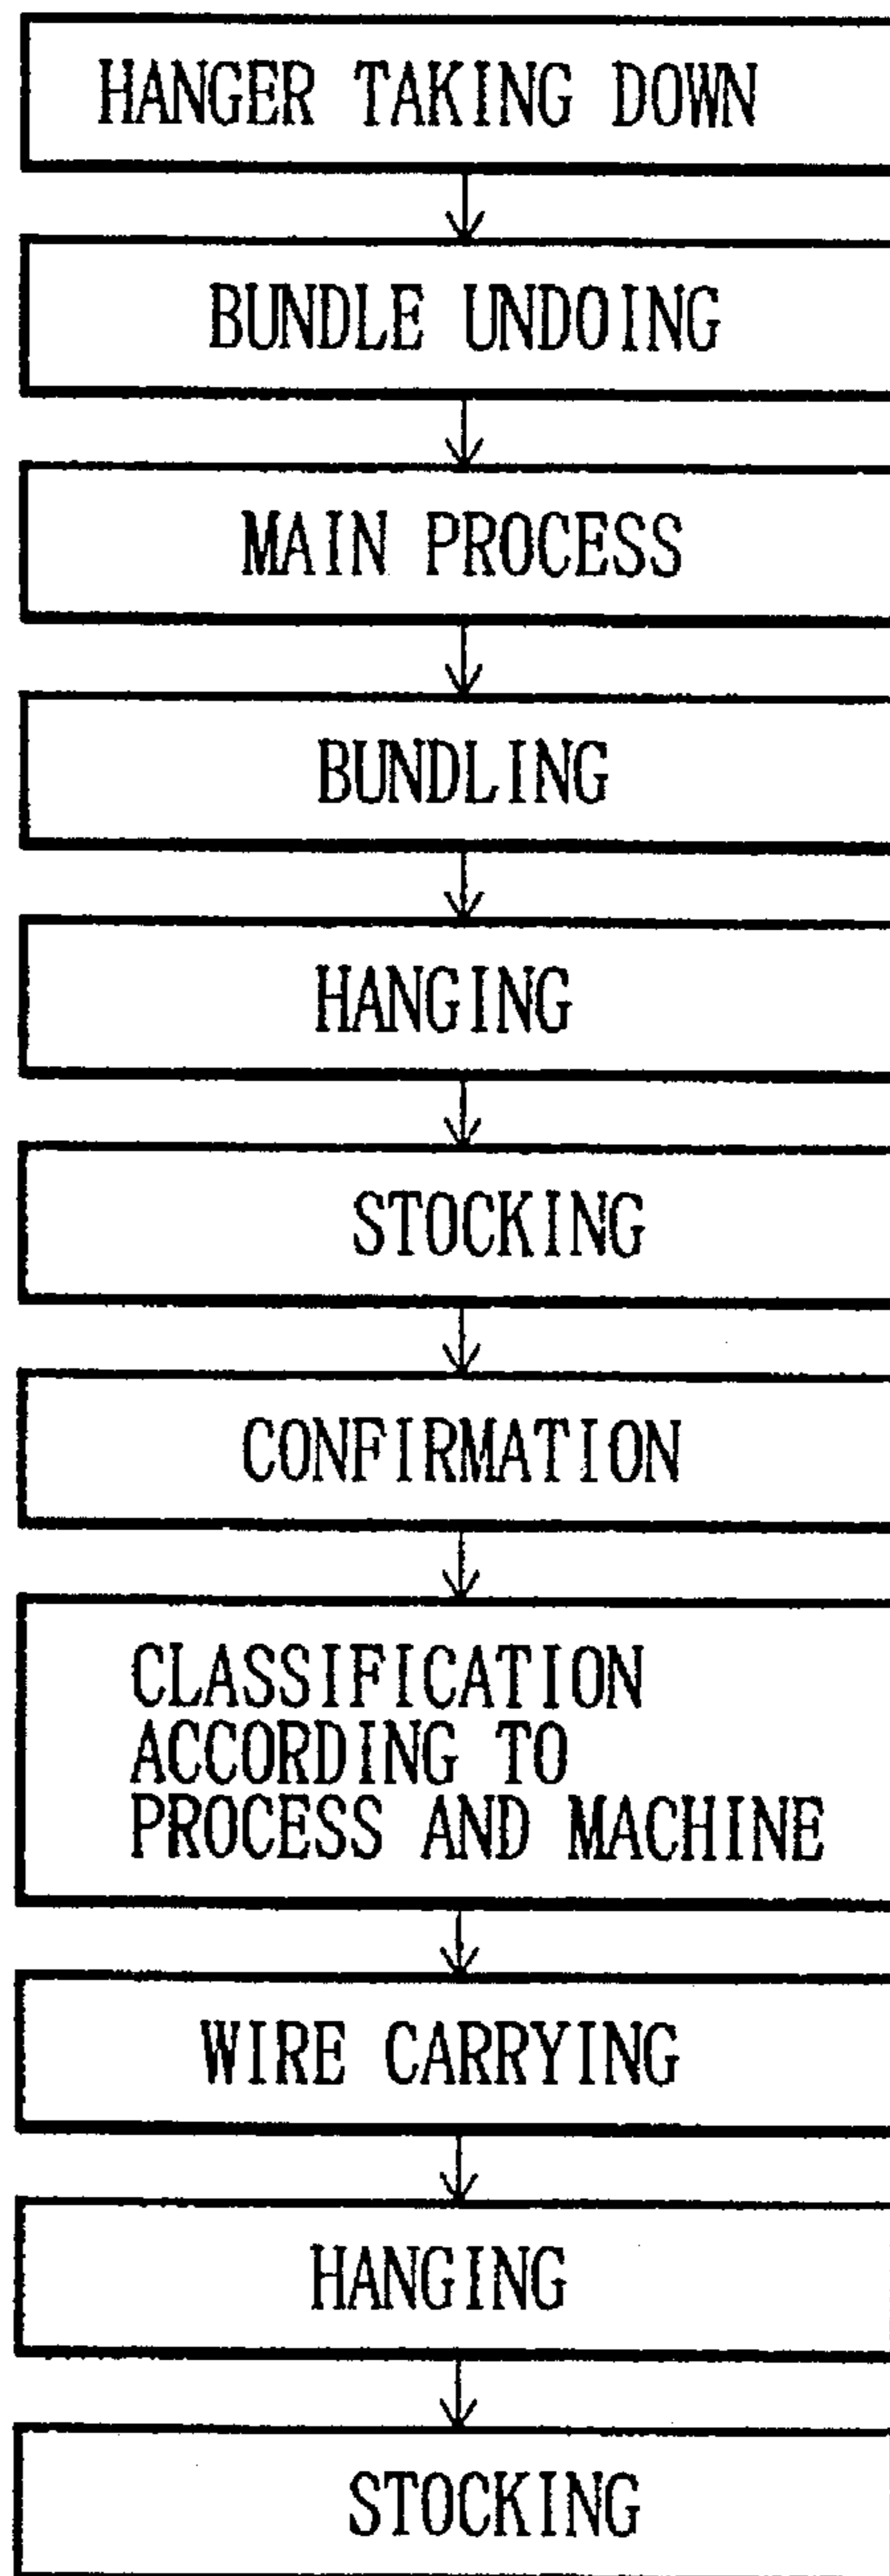 HANGER TAKING DOWN
BUNDLE UNDOING
MAIN PROCESS
BUNDLING
HANGING
STOCKING
CONFIRMATION
CLASSIFICATION
ACCORDING TO
PROCESS AND MACHINE
WIRE CARRYING
HANGING
STOCKING